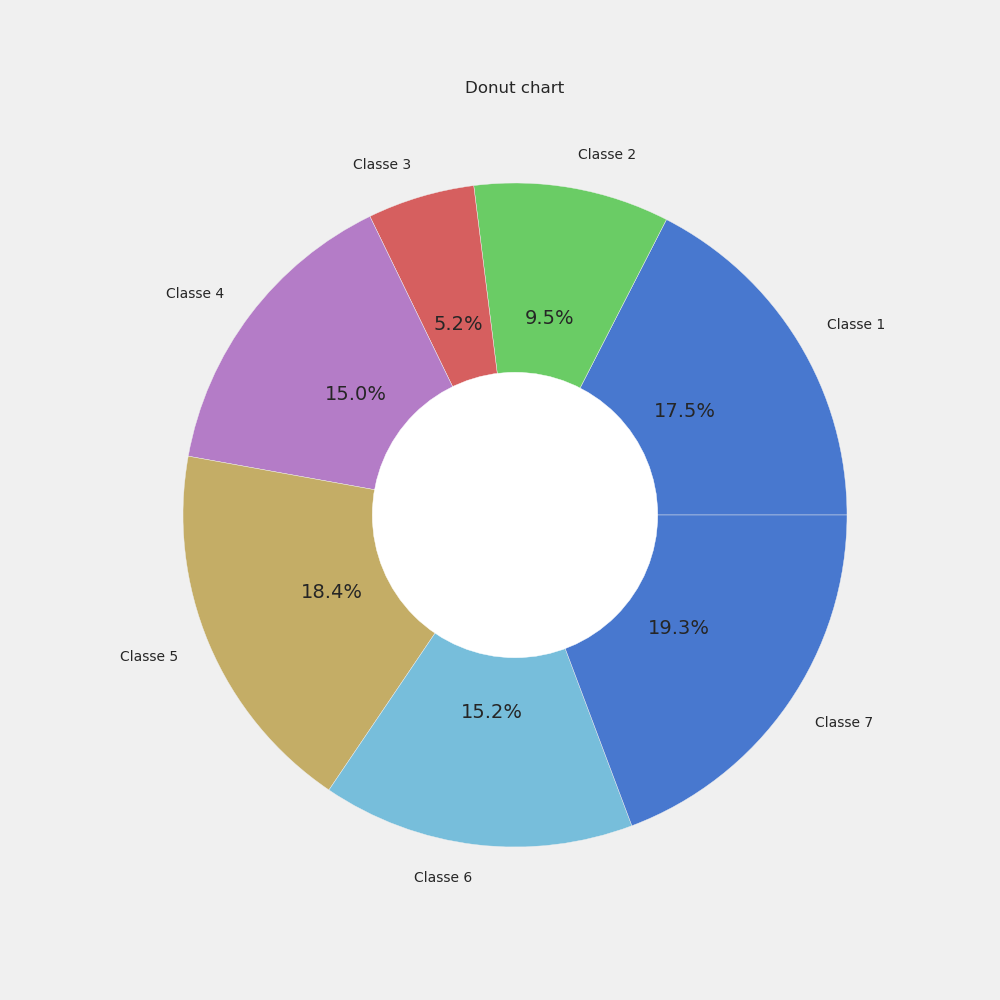 Donut chart
Classe 2
Classe 3
Classe 4
Classe 1
9.5%
5.2%
15.0%
17.5%
18.4%
19.3%
Classe 5
15.2%
Classe 7
Classe 6